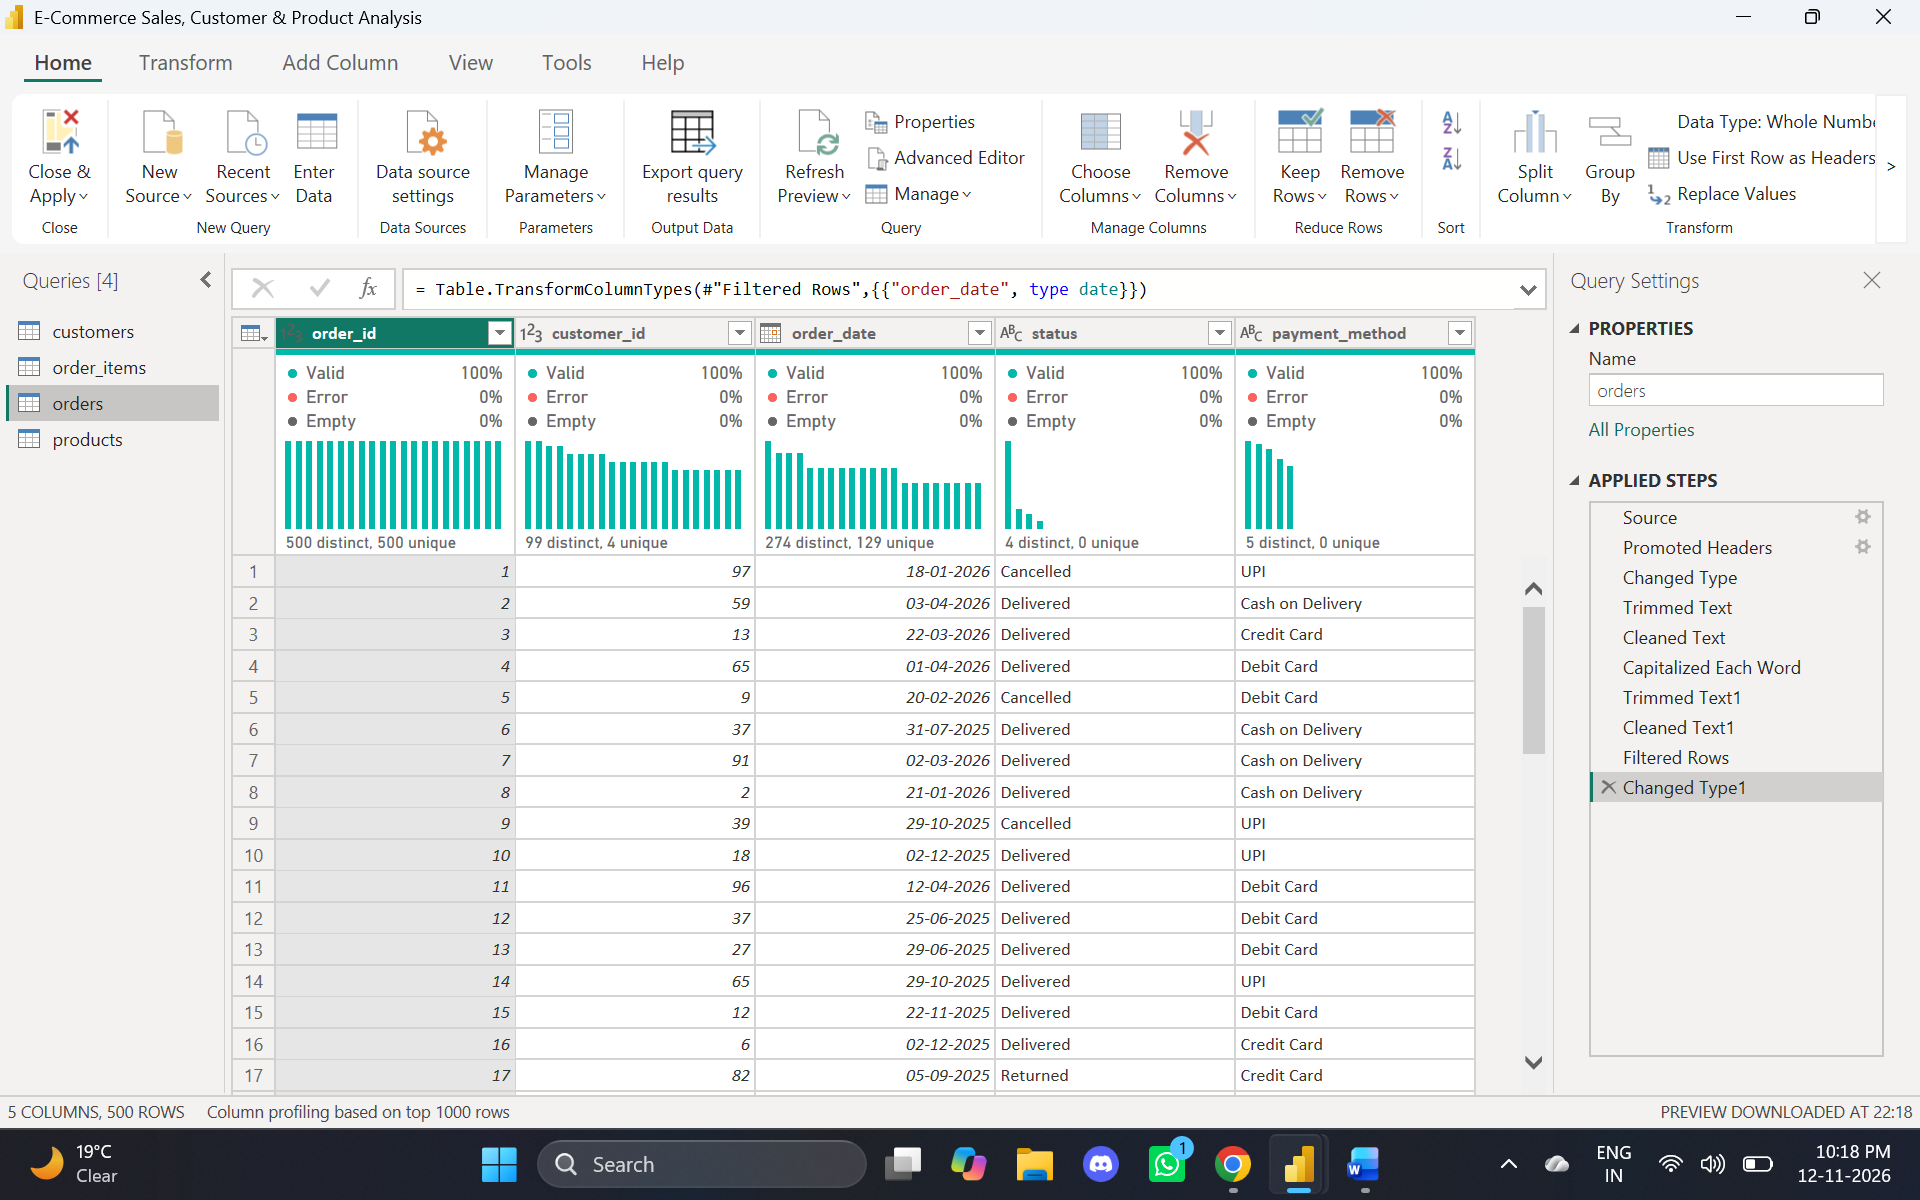 E-Commerce Sales, Customer & Product Analysis
Home Transform Add Column View Tools Help
Close & Apply
New Source
Recent Sources
Enter Data
Data source settings
Manage Parameters
Export query results
Refresh Preview
Properties
Advanced Editor
Manage
Choose Columns
Remove Columns
Keep Rows
Remove Rows
Split Column
Group By
Data Type: Whole Numbe
Use First Row as Headers
Replace Values
Close New Query Data Sources Parameters Output Data Query Manage Columns Reduce Rows Sort Transform
Queries [4]
customers
order_items
orders
products
fx = Table.TransformColumnTypes(#"Filtered Rows",{{"order_date", type date}})
123 order_id 123 customer_id order_date ABC status ABC payment_method
Valid 100% Valid 100% Valid 100% Valid 100% Valid 100%
Error 0% Error 0% Error 0% Error 0% Error 0%
Empty 0% Empty 0% Empty 0% Empty 0% Empty 0%
500 distinct, 500 unique 99 distinct, 4 unique 274 distinct, 129 unique 4 distinct, 0 unique 5 distinct, 0 unique
1 1 97 18-01-2026 Cancelled UPI
2 2 59 03-04-2026 Delivered Cash on Delivery
3 3 13 22-03-2026 Delivered Credit Card
4 4 65 01-04-2026 Delivered Debit Card
5 5 9 20-02-2026 Cancelled Debit Card
6 6 37 31-07-2025 Delivered Cash on Delivery
7 7 91 02-03-2026 Delivered Cash on Delivery
8 8 2 21-01-2026 Delivered Cash on Delivery
9 9 39 29-10-2025 Cancelled UPI
10 10 18 02-12-2025 Delivered UPI
11 11 96 12-04-2026 Delivered Debit Card
12 12 37 25-06-2025 Delivered Debit Card
13 13 27 29-06-2025 Delivered Debit Card
14 14 65 29-10-2025 Delivered UPI
15 15 12 22-11-2025 Delivered Debit Card
16 16 6 02-12-2025 Delivered Credit Card
17 17 82 05-09-2025 Returned Credit Card
Query Settings
PROPERTIES
Name
orders
All Properties
APPLIED STEPS
Source
Promoted Headers
Changed Type
Trimmed Text
Cleaned Text
Capitalized Each Word
Trimmed Text1
Cleaned Text1
Filtered Rows
Changed Type1
5 COLUMNS, 500 ROWS Column profiling based on top 1000 rows PREVIEW DOWNLOADED AT 22:18
19°C
Clear
Search
1
ENG
IN
10:18 PM
12-11-2026